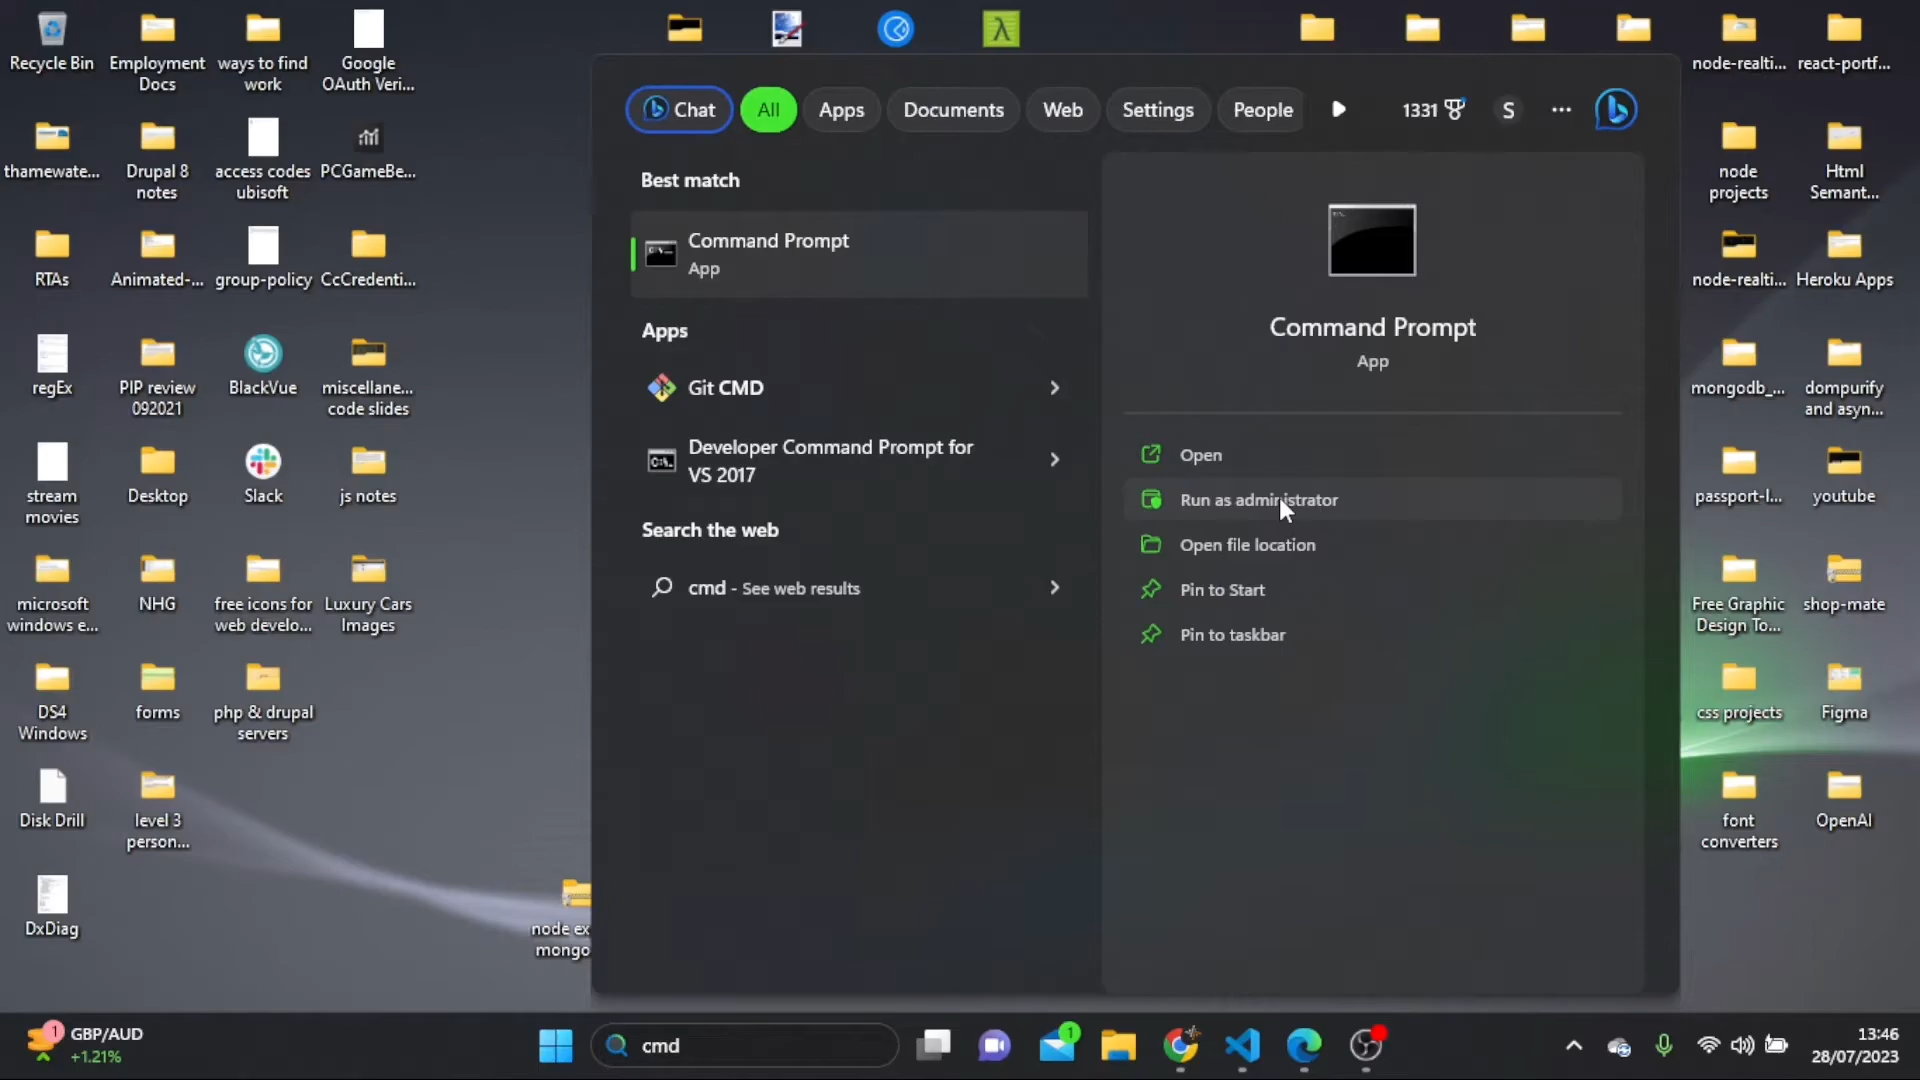 Recycle Bin
Employment
Docs
ways to find
work
Google
OAuth Veri...
thamewate...
Drupal 8
notes
access codes
ubisoft
PCGameBe...
RTAs
Animated-...
group-policy
CcCredenti...
regEx
PIP review
092021
BlackVue
miscellane...
code slides
stream
movies
Desktop
Slack
js notes
microsoft
windows e...
NHG
free icons for
web develo...
Luxury Cars
Images
DS4
Windows
forms
php & drupal
servers
Disk Drill
level 3
person...
DxDiag
node ex
mongo
Chat
All
Apps
Documents
Web
Settings
People
1331
S
Best match
Command Prompt
App
Apps
Git CMD
Developer Command Prompt for
VS 2017
Search the web
cmd - See web results
Command Prompt
App
Open
Run as administrator
Open file location
Pin to Start
Pin to taskbar
node-realti...
react-portf...
node
projects
Html
Semant...
node-realti...
Heroku Apps
mongodb_...
dompurify
and asyn...
passport-l...
youtube
Free Graphic
Design To...
shop-mate
css projects
Figma
font
converters
OpenAI
1
GBP/AUD
+1.21%
cmd
1
13:46
28/07/2023